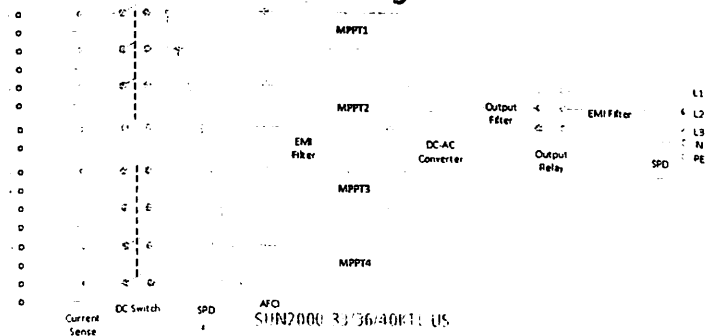 MPPT1
MPPT2
MPPT3
MPPT4
EMI
Filter
DC-AC
Converter
Output
Filter
Output
Relay
EMI Filter
L1
L2
L3
N
PE
SPD
Current
Sense
DC Switch
SPD
AFCI
SUN2000 33/36/40KTL US